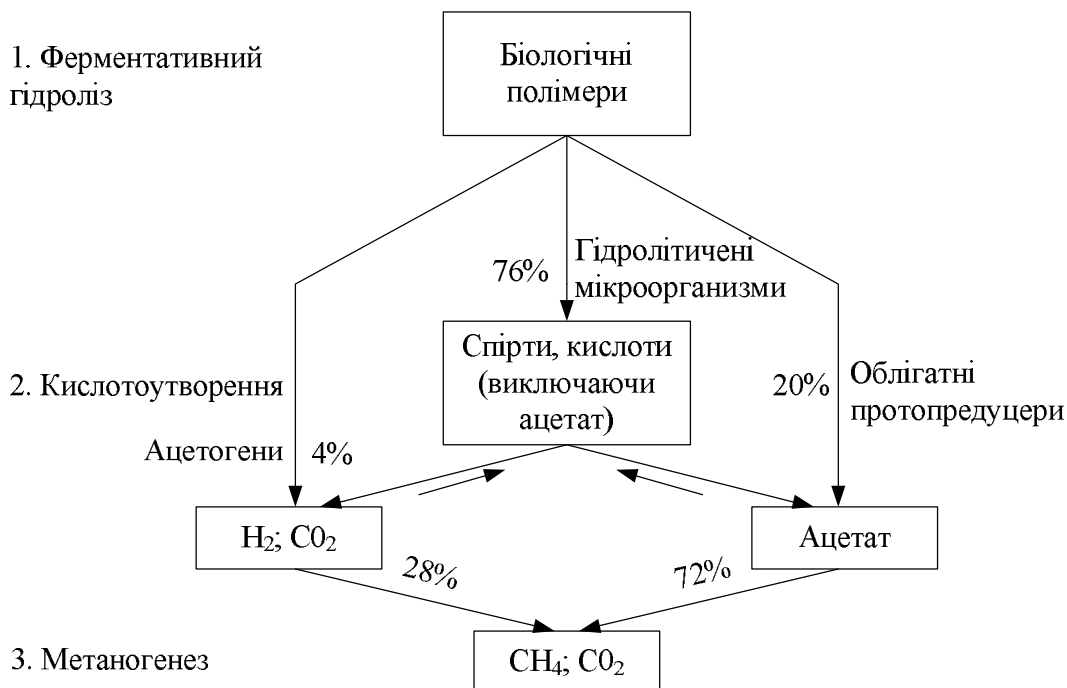 1. Ферментативний
гідроліз
Біологічні
полімери
76%
Гідролітичені
мікроорганизми
2. Кислотоутворення
Спірти, кислоти
(виключаючи
ацетат)
20%
Облігатні
протопредуцери
Ацетогени
4%
H₂; C0₂
Ацетат
28%
72%
3. Метаногенез
CH₄; C0₂